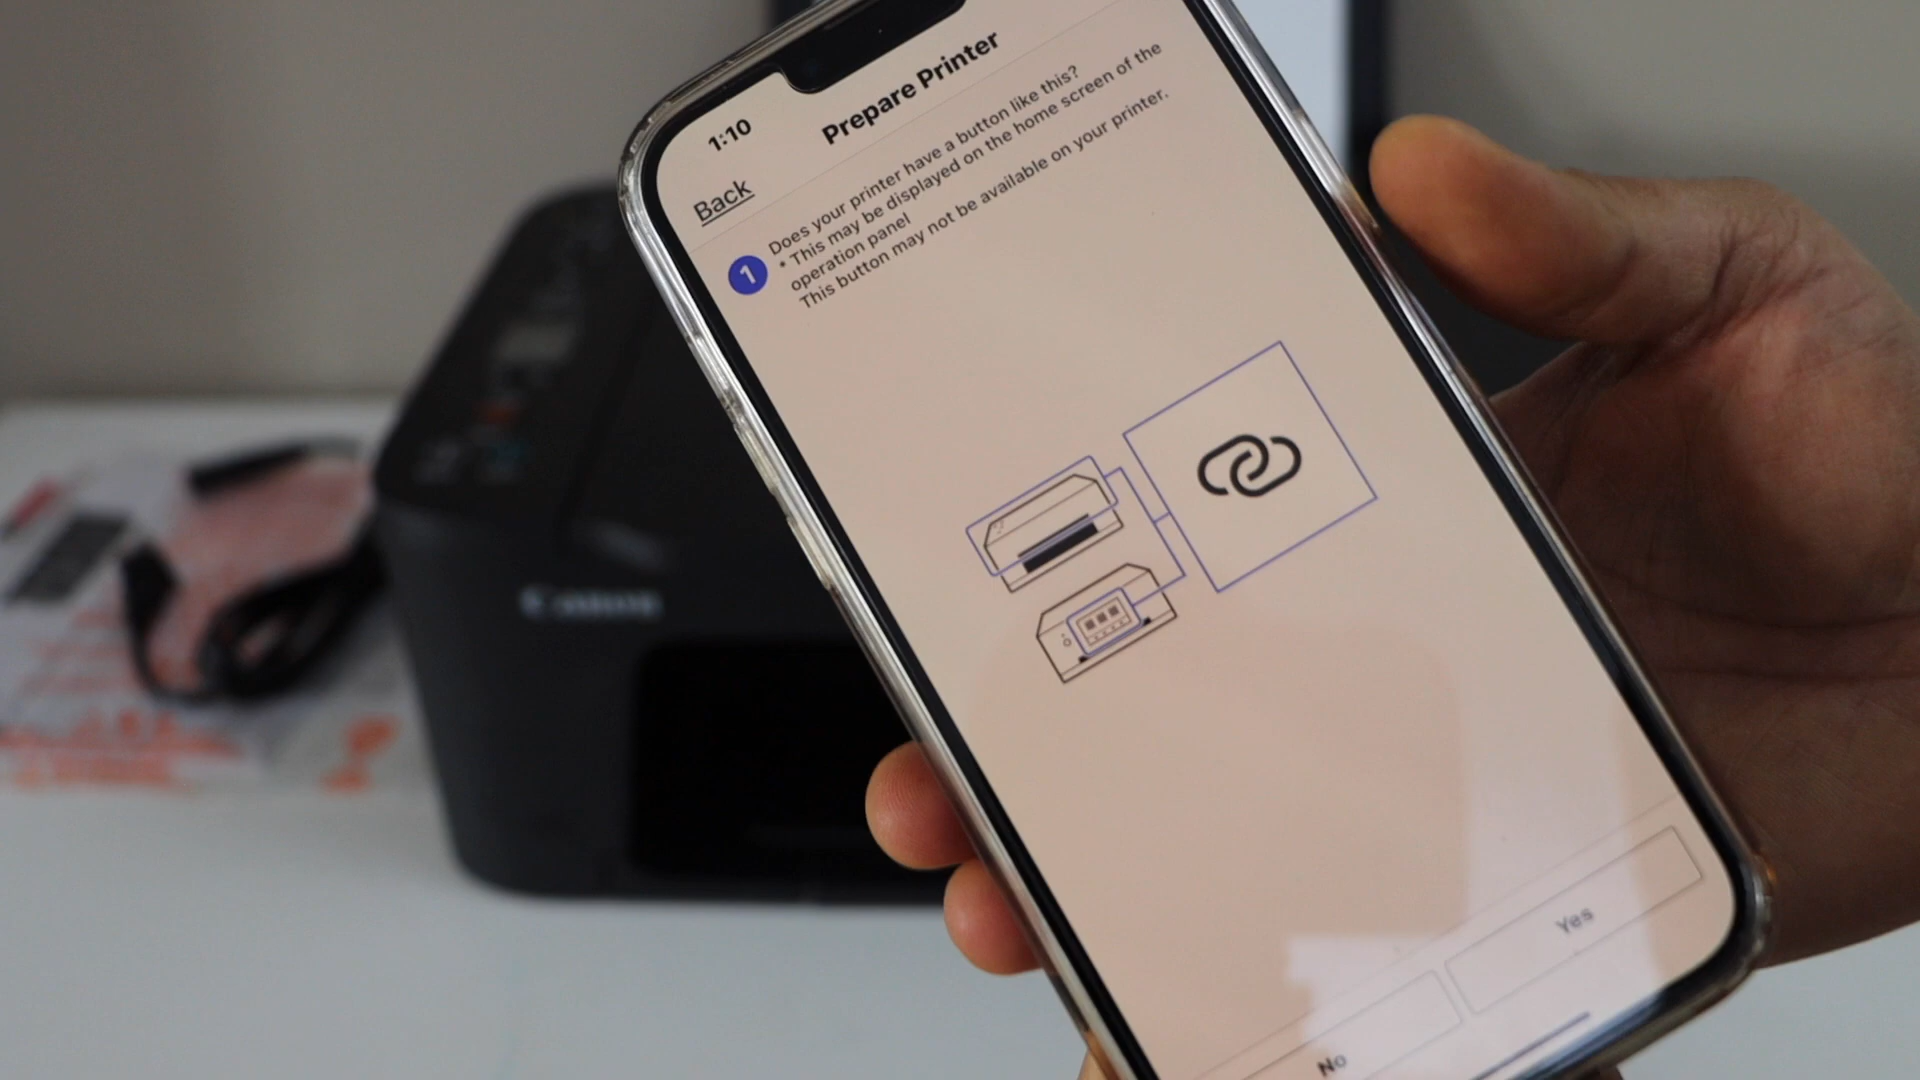 1:10
Prepare Printer
Back
1
Does your printer have a button like this?
* This may be displayed on the home screen of the
operation panel
This button may not be available on your printer.
Canon
Yes
No